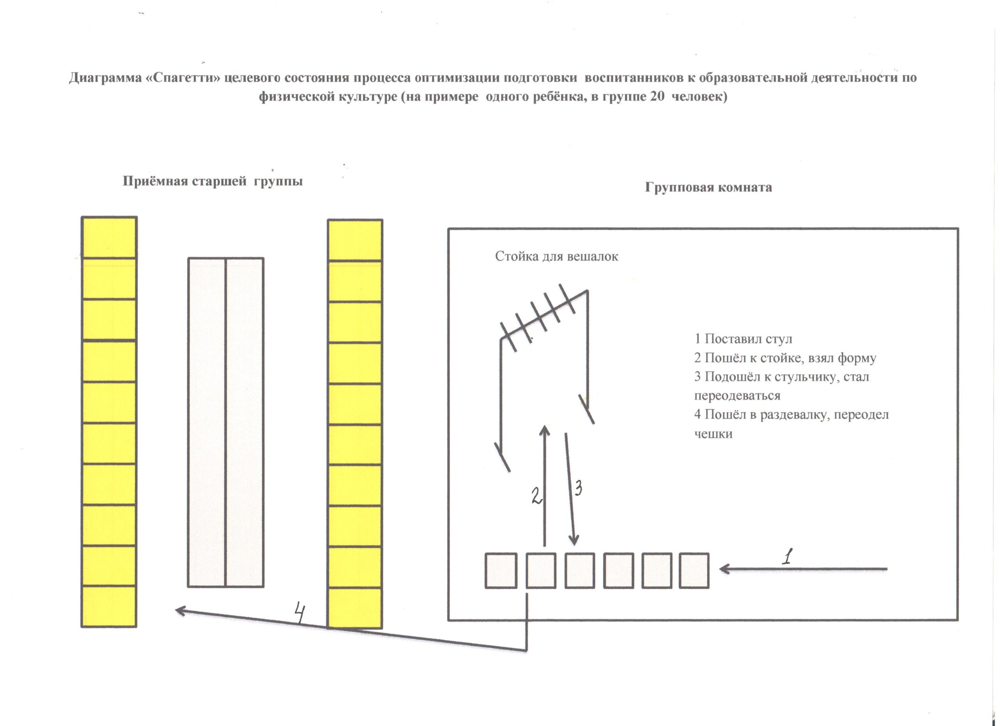 Диаграмма «Спагетти» целевого состояния процесса оптимизации подготовки воспитанников к образовательной деятельности по
физической культуре (на примере одного ребёнка, в группе 20 человек)
Приёмная старшей группы
Групповая комната
Стойка для вешалок
1 Поставил стул
2 Пошёл к стойке, взял форму
3 Подошёл к стульчику, стал
переодеваться
4 Пошёл в раздевалку, переодел
чешки
2
3
1
4